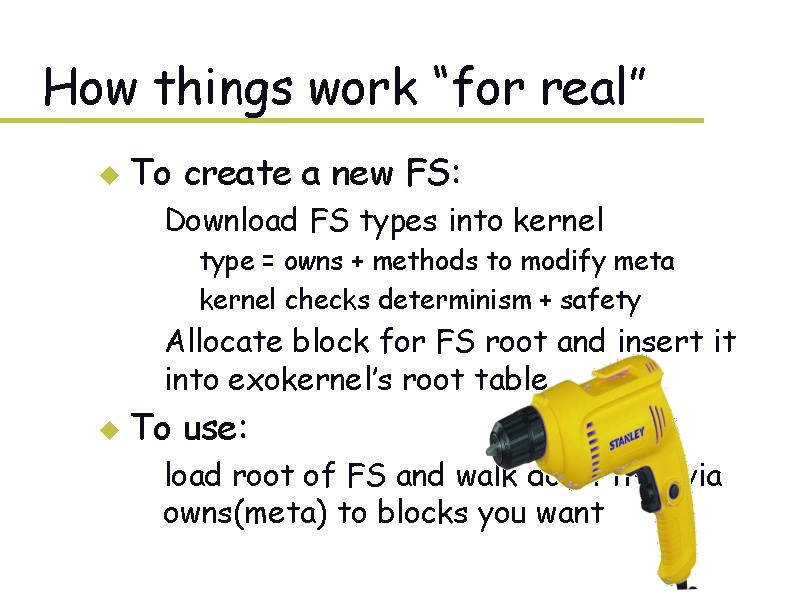 How things work “for real”
To create a new FS:
Download FS types into kernel
type = owns + methods to modify meta
kernel checks determinism + safety
Allocate block for FS root and insert it
into exokernel’s root table
To use:
load root of FS and walk via
owns(meta) to blocks you want
STANLEY